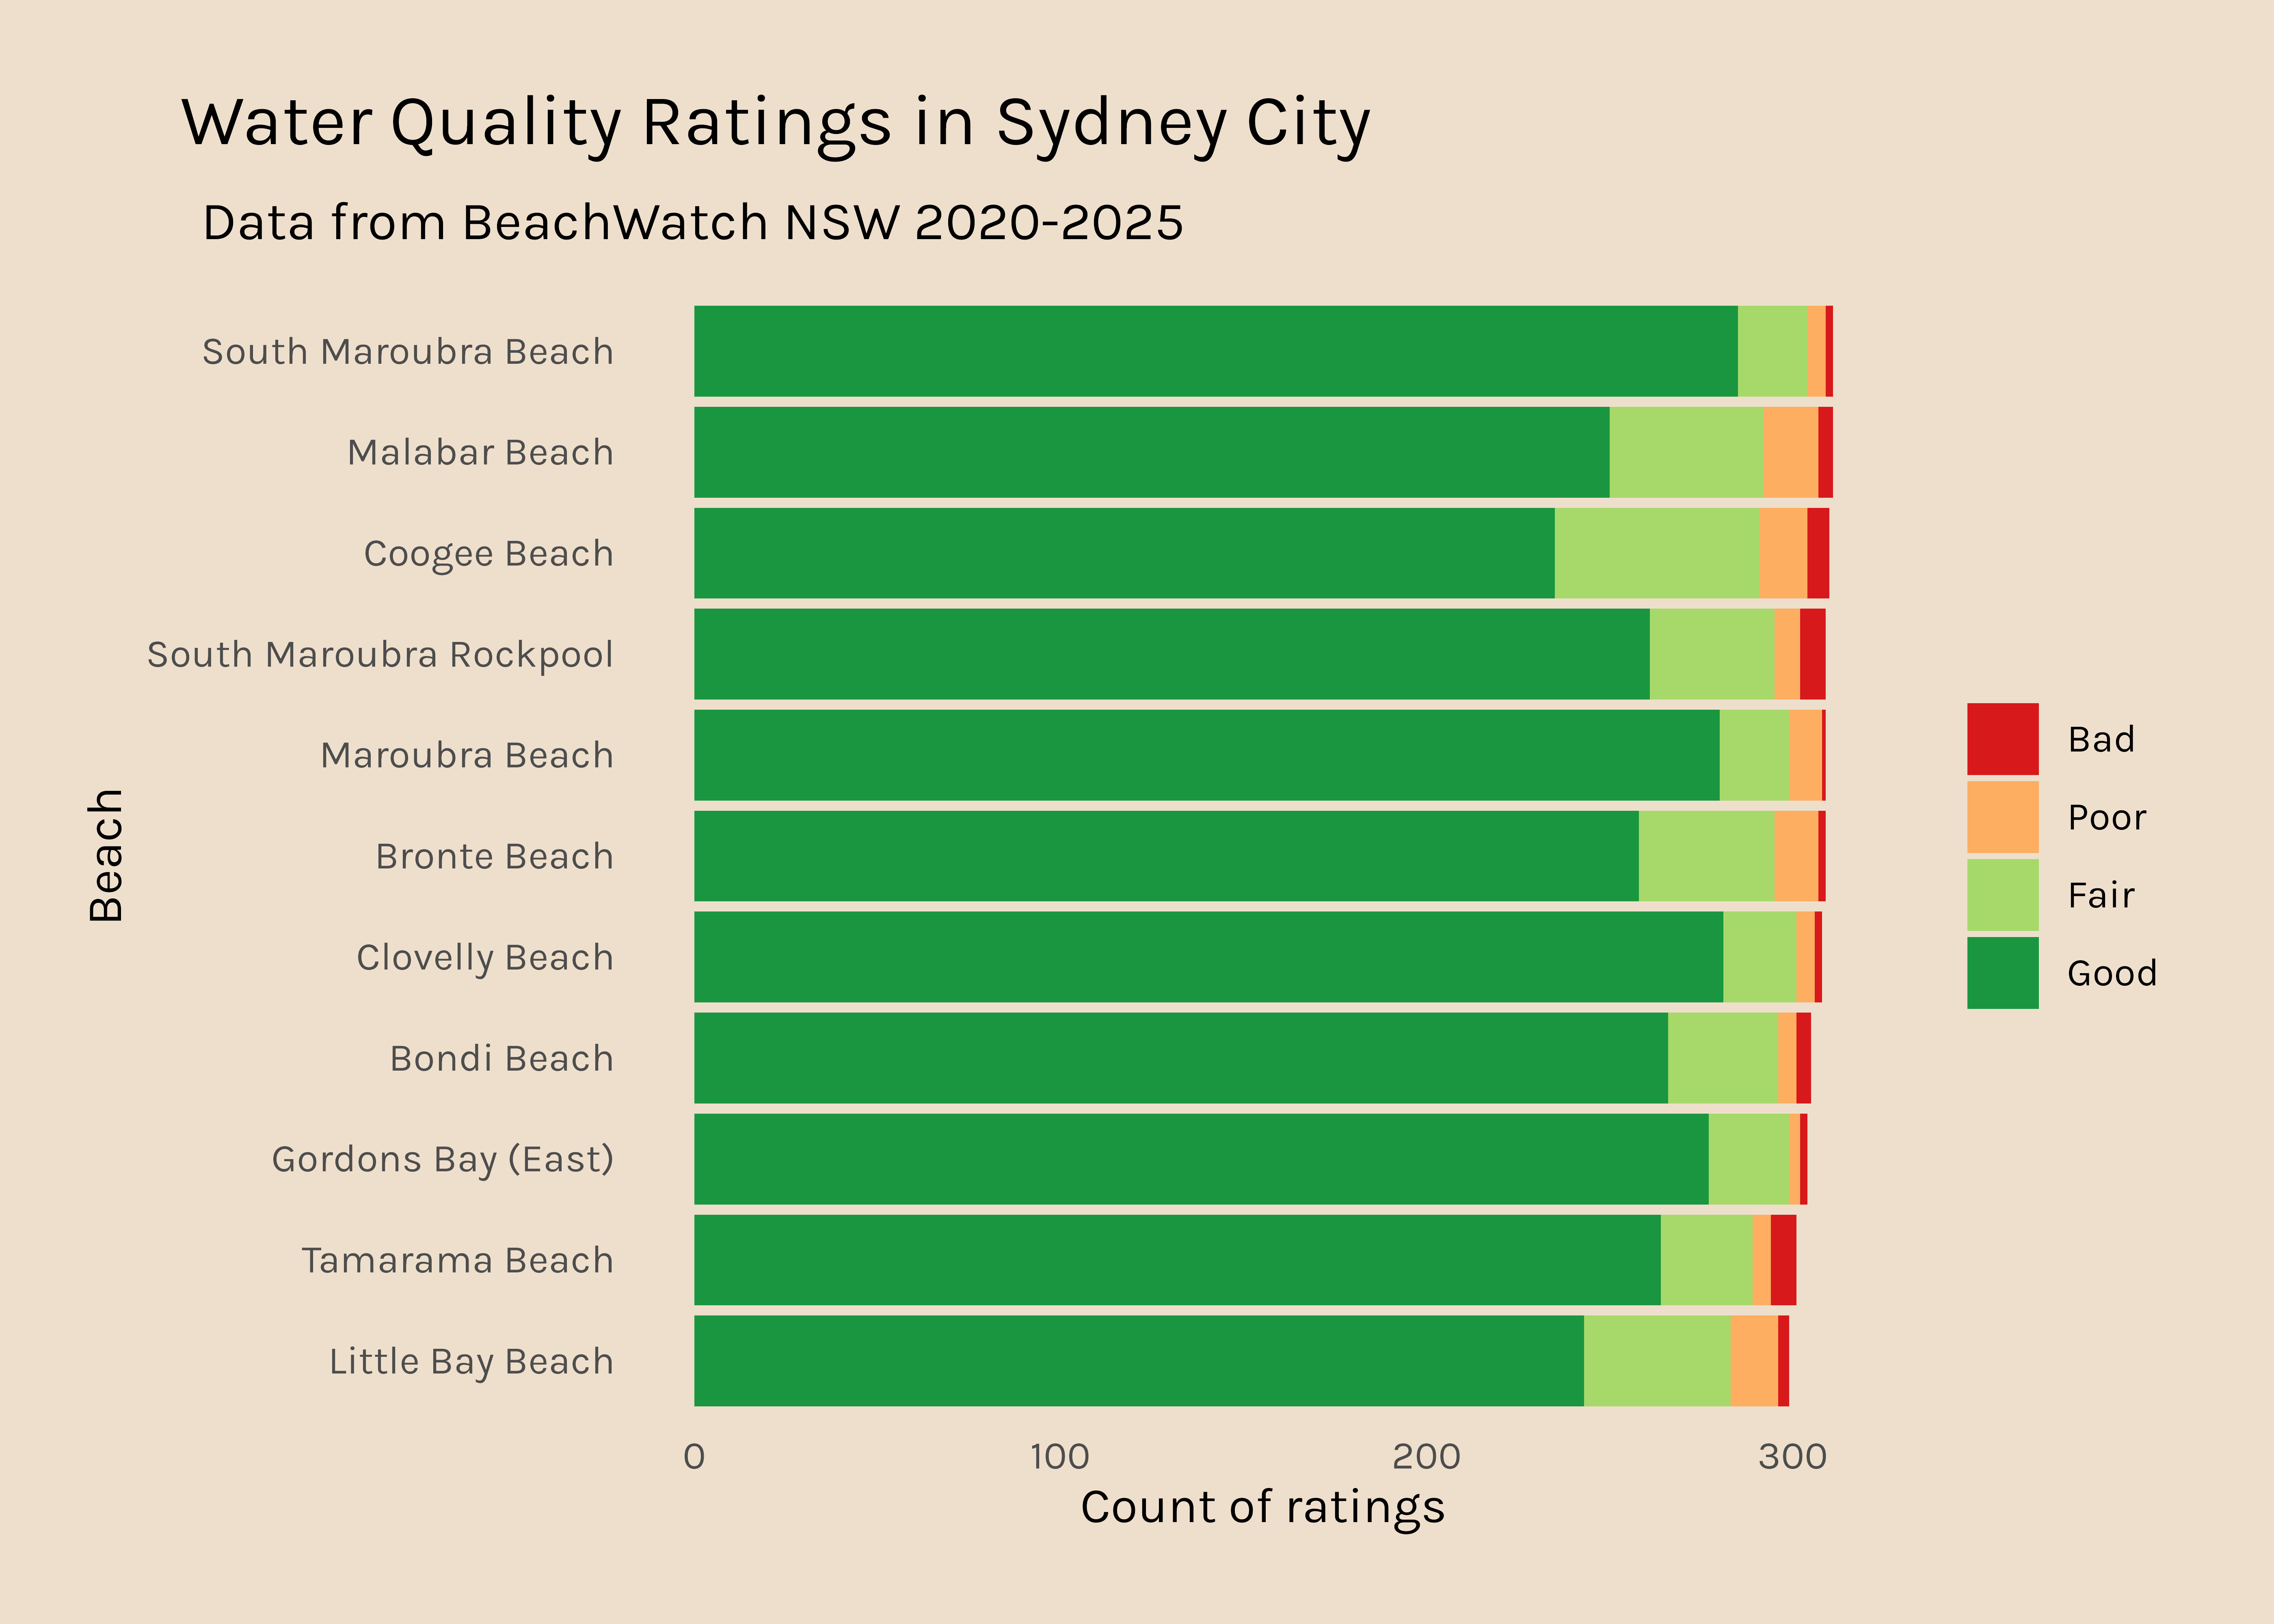 Water Quality Ratings in Sydney City
Data from BeachWatch NSW 2020-2025
Beach
South Maroubra Beach
Malabar Beach
Coogee Beach
South Maroubra Rockpool
Maroubra Beach
Bronte Beach
Clovelly Beach
Bondi Beach
Gordons Bay (East)
Tamarama Beach
Little Bay Beach
0 100 200 300
Count of ratings
Bad
Poor
Fair
Good